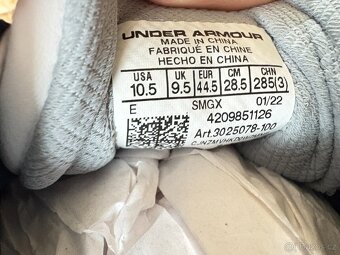 UNDER ARMOUR
MADE IN CHINA
FABRIQUÉ EN CHINE
HECHO EN CHINA
USA UK EUR CM CHN
10.5 9.5 44.5 28.5 285(3)
E SMGX 01/22
4209851126
Art.3025078-100